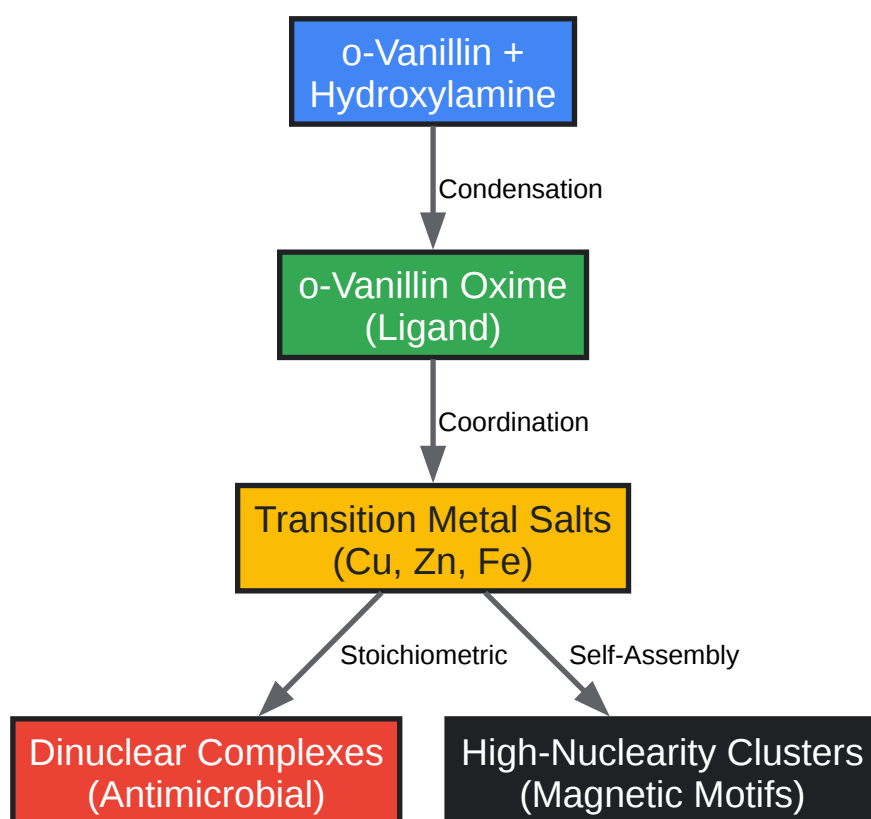 o-Vanillin +
Hydroxylamine
Condensation
o-Vanillin Oxime
(Ligand)
Coordination
Transition Metal Salts
(Cu, Zn, Fe)
Stoichiometric
Self-Assembly
Dinuclear Complexes
(Antimicrobial)
High-Nuclearity Clusters
(Magnetic Motifs)